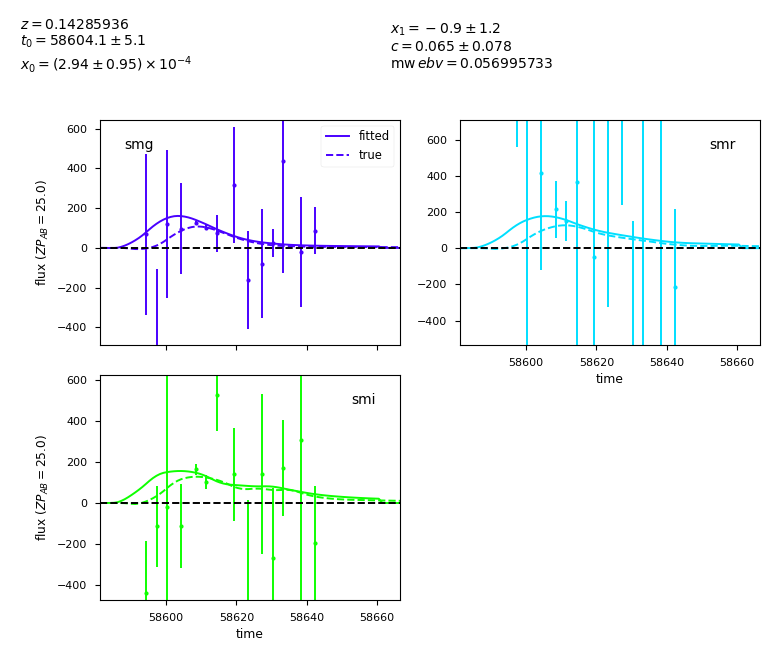 z = 0.14285936
t₀ = 58604.1 ± 5.1
x₀ = (2.94 ± 0.95) × 10⁻⁴
x₁ = −0.9 ± 1.2
c = 0.065 ± 0.078
mw ebv = 0.056995733
smg
fitted
true
600
400
200
0
−200
−400
flux (ZP_AB = 25.0)
smr
600
400
200
0
−200
−400
58600 58620 58640 58660
time
smi
600
400
200
0
−200
−400
flux (ZP_AB = 25.0)
58600 58620 58640 58660
time